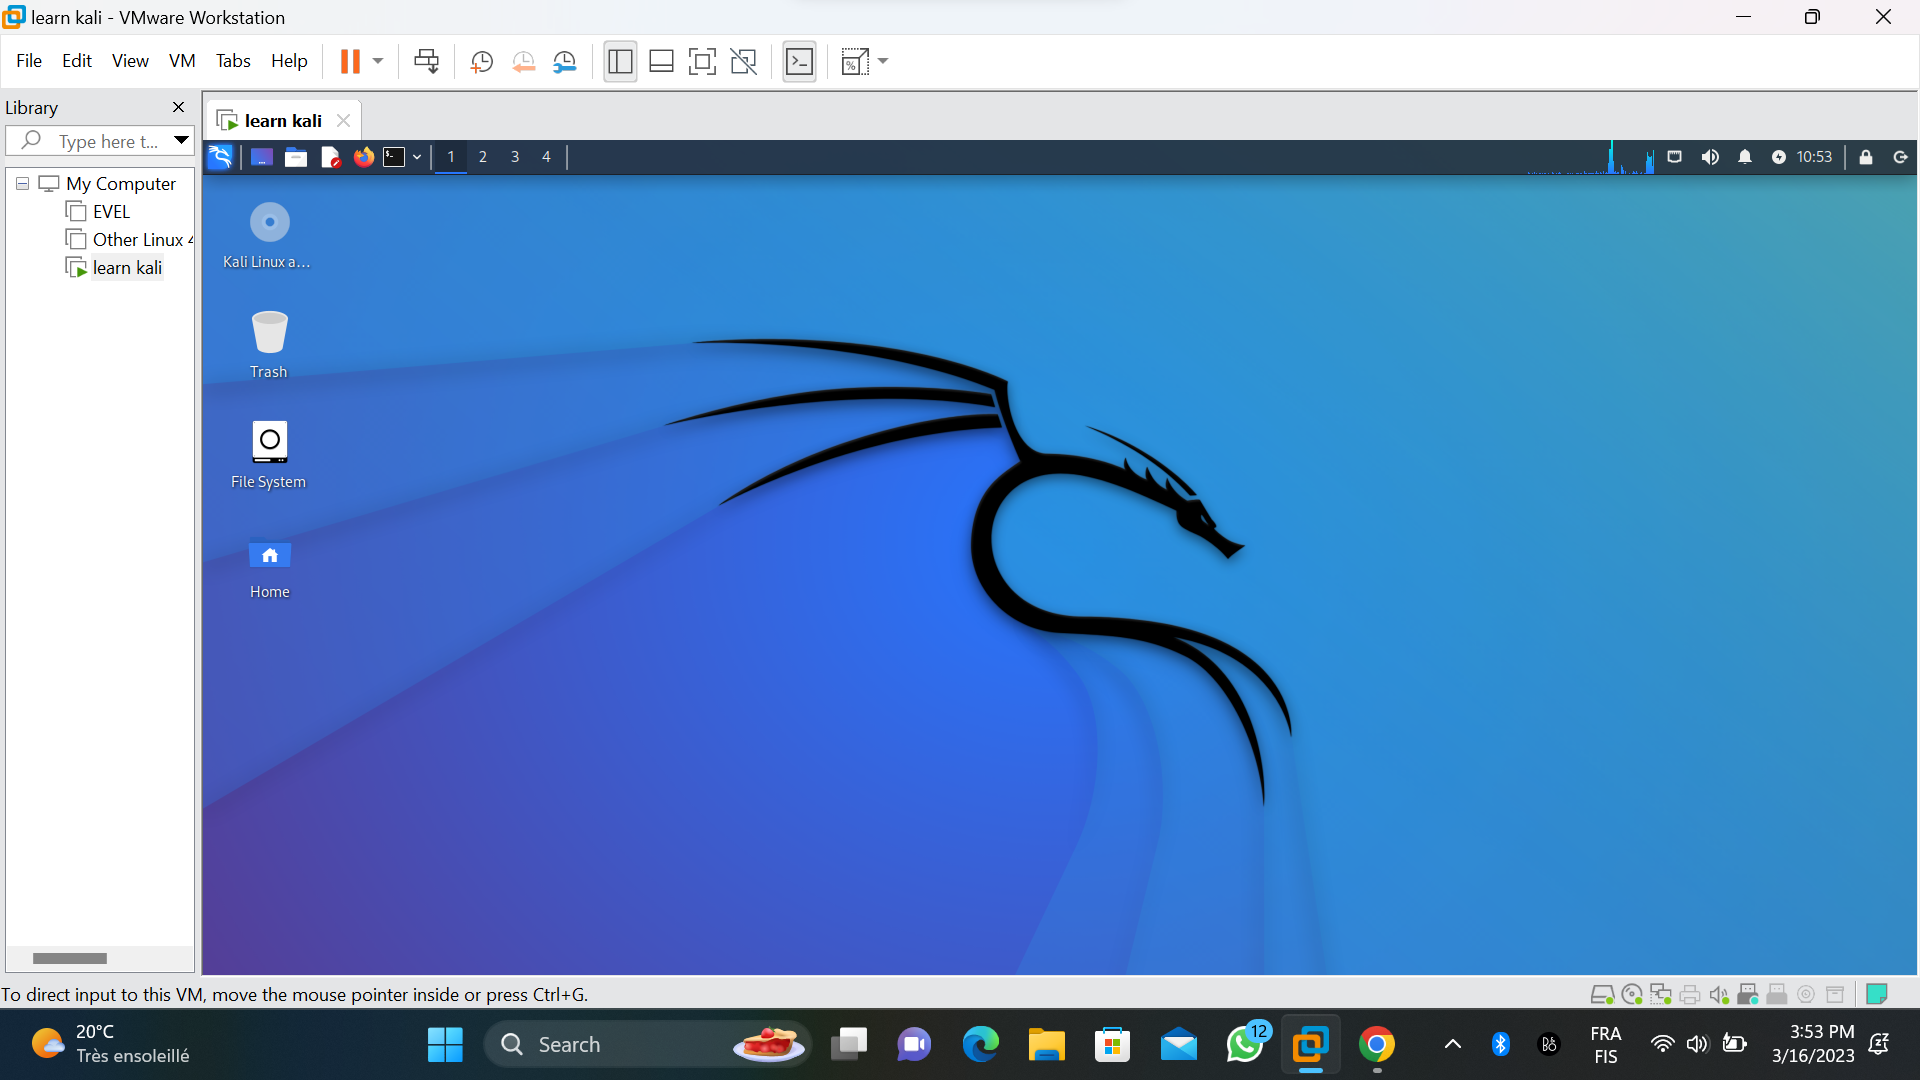 learn kali - VMware Workstation
File Edit View VM Tabs Help
Library
Type here t...
My Computer
EVEL
Other Linux 4
learn kali
learn kali
1 2 3 4
10:53
Kali Linux a...
Trash
File System
Home
To direct input to this VM, move the mouse pointer inside or press Ctrl+G.
20°C
Très ensoleillé
Search
12
FRA
FIS
3:53 PM
3/16/2023